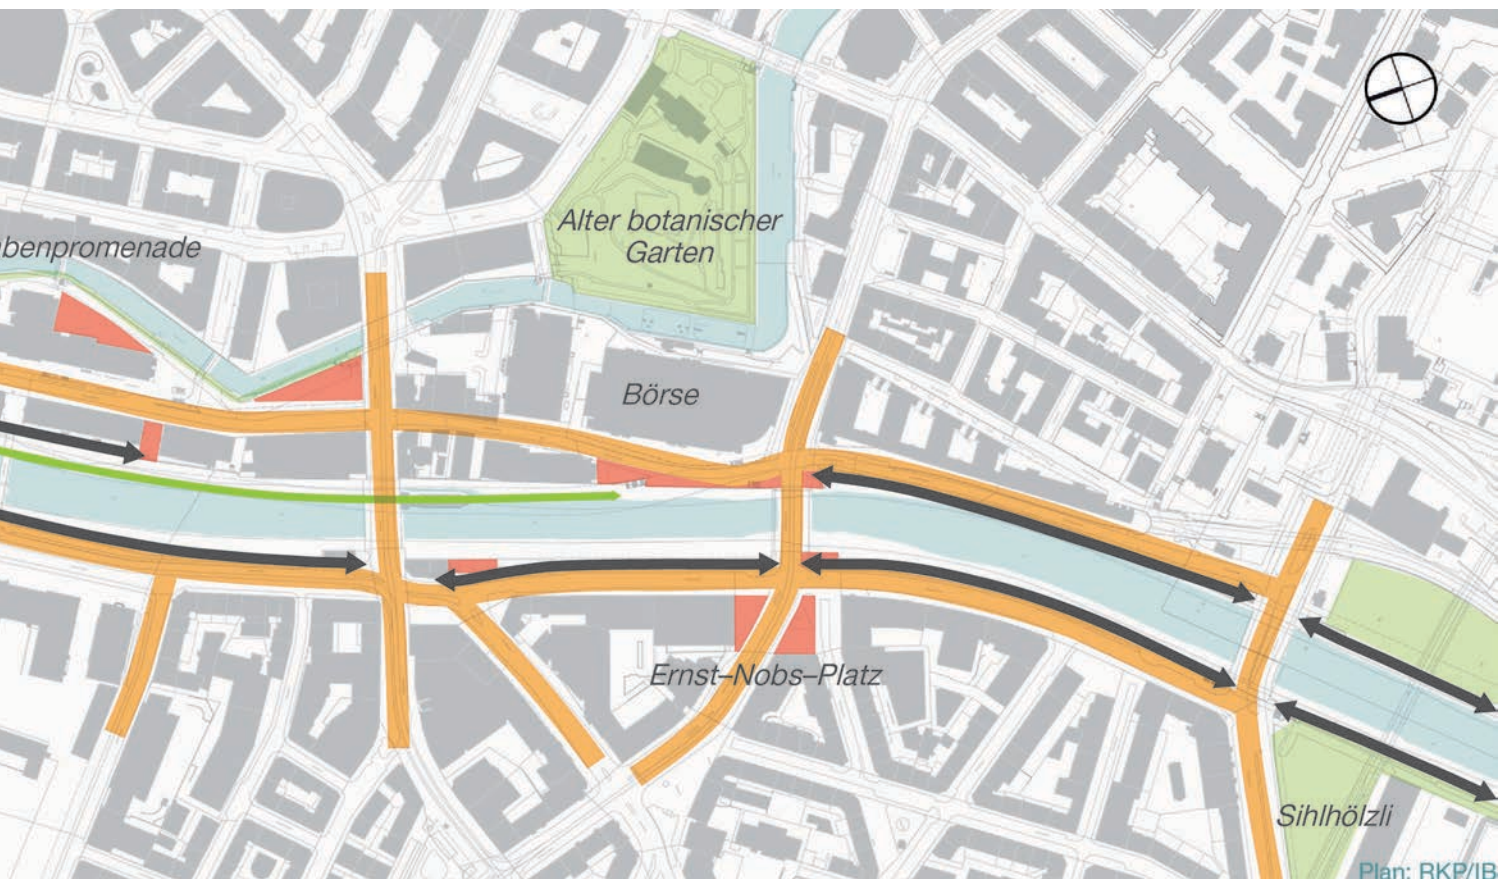 Alter botanischer
Garten
benpromenade
Börse
Ernst–Nobs–Platz
Sihlhölzli
Plan: RKP/IB